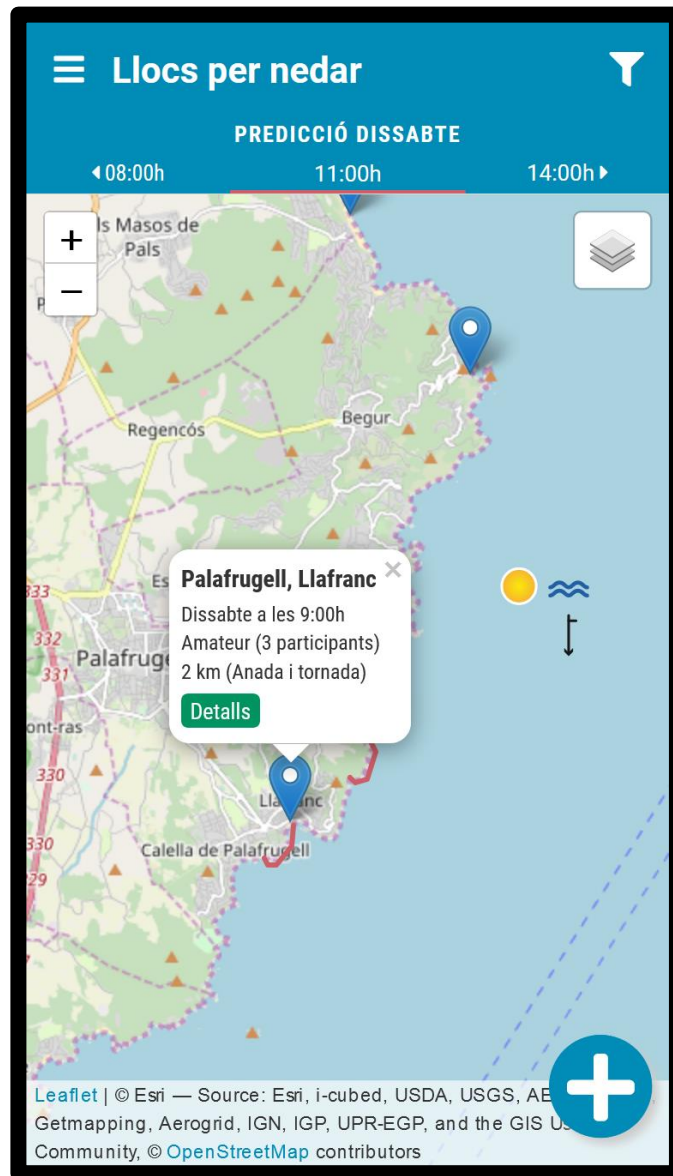 Llocs per nedar
PREDICCIÓ DISSABTE
08:00h 11:00h 14:00h
+
ls Masos de
Pals
−
Begur
Regencós
Palafrugell, Llafranc ×
Dissabte a les 9:00h
Amateur (3 participants)
2 km (Anada i tornada)
Detalls
333
332
Palafruge
331
ont-ras
330
Calella de Palafrugell
330
29
Leaflet | © Esri — Source: Esri, i-cubed, USDA, USGS, AE
Getmapping, Aerogrid, IGN, IGP, UPR-EGP, and the GIS Us
Community, © OpenStreetMap contributors